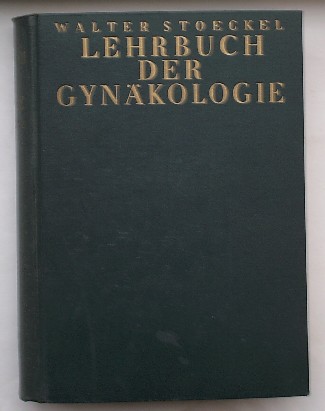 WALTER STOECKEL
LEHRBUCH
DER
GYNÄKOLOGIE